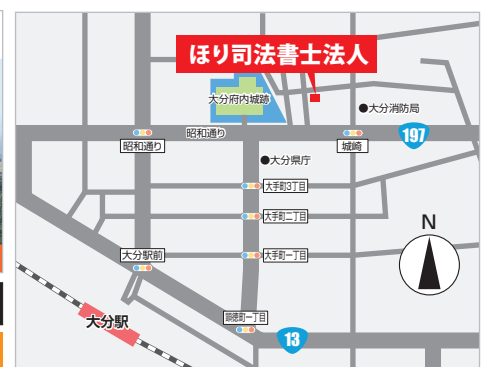 ほり司法書士法人
大分府内城跡
●大分消防局
昭和通り
昭和通り
城崎
197
●大分県庁
大手町3丁目
大手町二丁目
大手町一丁目
大分駅前
N
大分駅
顕徳町一丁目
13